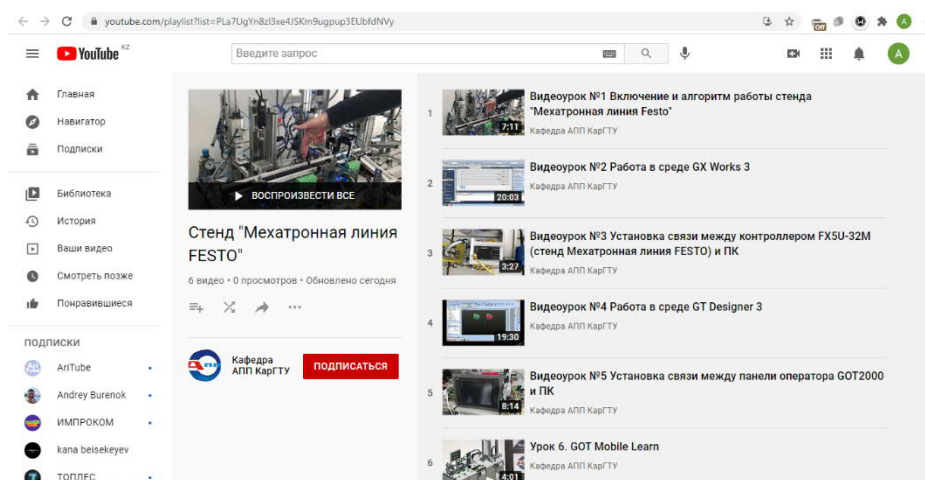 youtube.com/playlist?list=PLa7UgYn8zI3xe4JSKm9ugpup3EUbfdNVy
YouTube KZ
Введите запрос
A
Главная
Навигатор
Подписки
Библиотека
История
Ваши видео
Смотреть позже
Понравившиеся
ПОДПИСКИ
AriTube
Andrey Burenok
ИМПРОКОМ
kana beisekeyev
ТОПЛЕС
ВОСПРОИЗВЕСТИ ВСЕ
Стенд "Мехатронная линия
FESTO"
6 видео • 0 просмотров • Обновлено сегодня
Кафедра
АПП КарГТУ
ПОДПИСАТЬСЯ
1
7:11
Видеоурок №1 Включение и алгоритм работы стенда
"Мехатронная линия Festo"
Кафедра АПП КарГТУ
2
20:03
Видеоурок №2 Работа в среде GX Works 3
Кафедра АПП КарГТУ
3
3:27
Видеоурок №3 Установка связи между контроллером FX5U-32M
(стенд Мехатронная линия FESTO) и ПК
Кафедра АПП КарГТУ
4
19:30
Видеоурок №4 Работа в среде GT Designer 3
Кафедра АПП КарГТУ
5
8:14
Видеоурок №5 Установка связи между панели оператора GOT2000
и ПК
Кафедра АПП КарГТУ
6
4:01
Урок 6. GOT Mobile Learn
Кафедра АПП КарГТУ